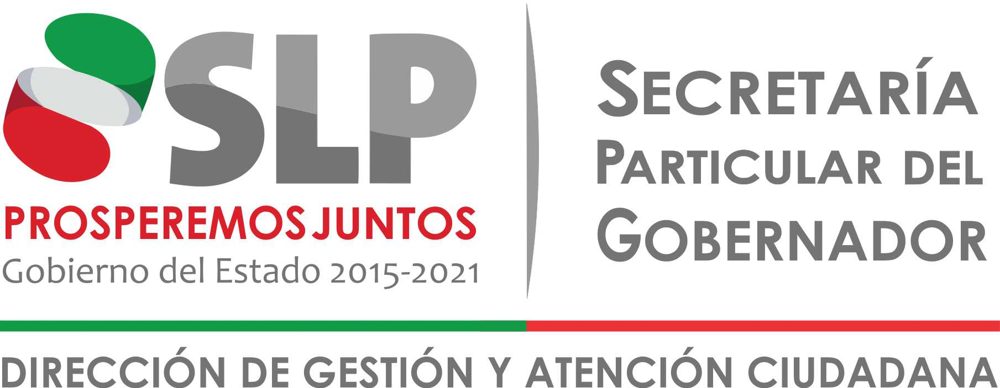 SLP
PROSPEREMOS JUNTOS
Gobierno del Estado 2015-2021
SECRETARÍA
PARTICULAR DEL
GOBERNADOR
DIRECCIÓN DE GESTIÓN Y ATENCIÓN CIUDADANA